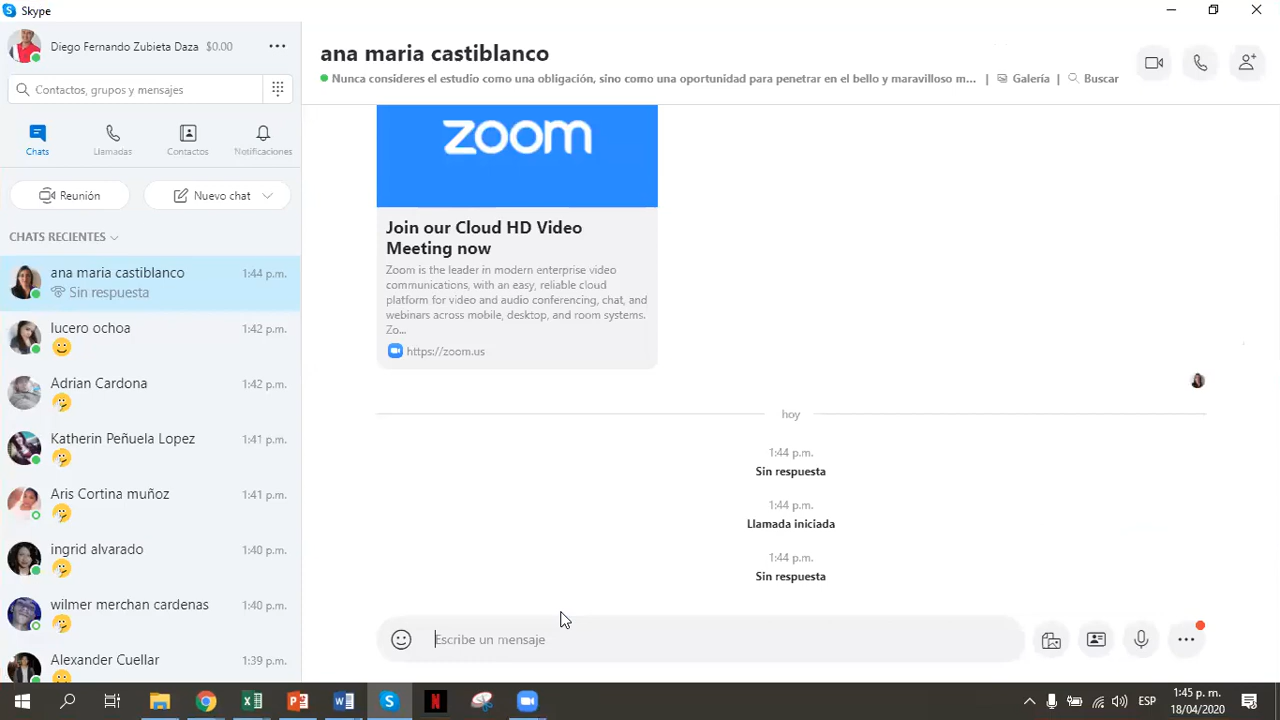 Skype
Diego Fernando Zubieta Daza $0.00
Contactos, grupos y mensajes
Chats
Llamadas
Contactos
Notificaciones
Reunión
Nuevo chat
CHATS RECIENTES
ana maria castiblanco 1:44 p.m.
Sin respuesta
lucero ochoa 1:42 p.m.
Adrian Cardona 1:42 p.m.
Katherin Peñuela Lopez 1:41 p.m.
Aris Cortina muñoz 1:41 p.m.
ingrid alvarado 1:40 p.m.
wilmer merchan cardenas 1:40 p.m.
Alexander Cuellar 1:39 p.m.
ana maria castiblanco
Nunca consideres el estudio como una obligación, sino como una oportunidad para penetrar en el bello y maravilloso m... | Galería | Buscar
zoom
Join our Cloud HD Video
Meeting now
Zoom is the leader in modern enterprise video
communications, with an easy, reliable cloud
platform for video and audio conferencing, chat, and
webinars across mobile, desktop, and room systems.
Zo...
https://zoom.us
hoy
1:44 p.m.
Sin respuesta
1:44 p.m.
Llamada iniciada
1:44 p.m.
Sin respuesta
Escribe un mensaje
ESP
1:45 p. m.
18/04/2020